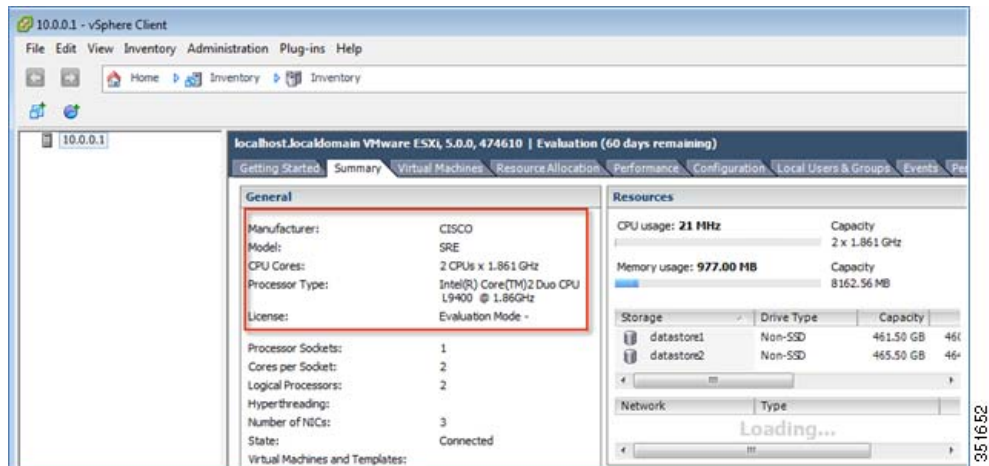 10.0.0.1 - vSphere Client
File Edit View Inventory Administration Plug-ins Help
Home Inventory Inventory
10.0.0.1
localhost.localdomain VMware ESXi, 5.0.0, 474610 | Evaluation (60 days remaining)
Getting Started Summary Virtual Machines Resource Allocation Performance Configuration Local Users & Groups Events
General
Manufacturer: CISCO
Model: SRE
CPU Cores: 2 CPUs x 1.861 GHz
Processor Type: Intel(R) Core(TM)2 Duo CPU
L9400 @ 1.86GHz
License: Evaluation Mode -
Processor Sockets: 1
Cores per Socket: 2
Logical Processors: 2
Hyperthreading:
Number of NICs: 3
State: Connected
Virtual Machines and Templates:
Resources
CPU usage: 21 MHz Capacity
2 x 1.861 GHz
Memory usage: 977.00 MB Capacity
8162.56 MB
Storage Drive Type Capacity
datastore1 Non-SSD 461.50 GB
datastore2 Non-SSD 465.50 GB
Network Type
Loading...
351652